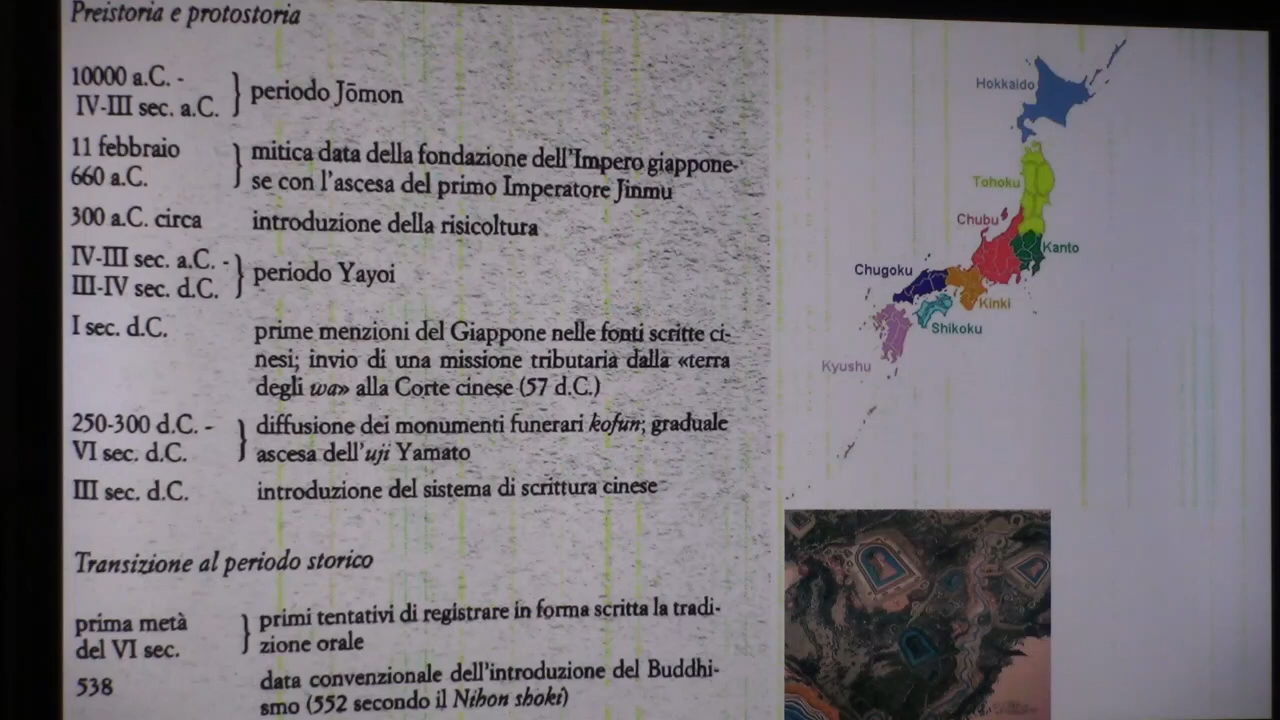 Preistoria e protostoria
10000 a.C. -
IV-III sec. a.C.
periodo Jōmon
11 febbraio
660 a.C.
mitica data della fondazione dell'Impero giappone-
se con l'ascesa del primo Imperatore Jinmu
300 a.C. circa
introduzione della risicoltura
IV-III sec. a.C. -
III-IV sec. d.C.
periodo Yayoi
I sec. d.C.
prime menzioni del Giappone nelle fonti scritte ci-
nesi; invio di una missione tributaria dalla «terra
degli wa» alla Corte cinese (57 d.C.)
250-300 d.C. -
VI sec. d.C.
diffusione dei monumenti funerari kofun; graduale
ascesa dell'uji Yamato
III sec. d.C.
introduzione del sistema di scrittura cinese
Transizione al periodo storico
prima metà
del VI sec.
primi tentativi di registrare in forma scritta la tradi-
zione orale
538
data convenzionale dell'introduzione del Buddhi-
smo (552 secondo il Nihon shoki)
Hokkaido
Tohoku
Chubu
Kanto
Chugoku
Kinki
Shikoku
Kyushu